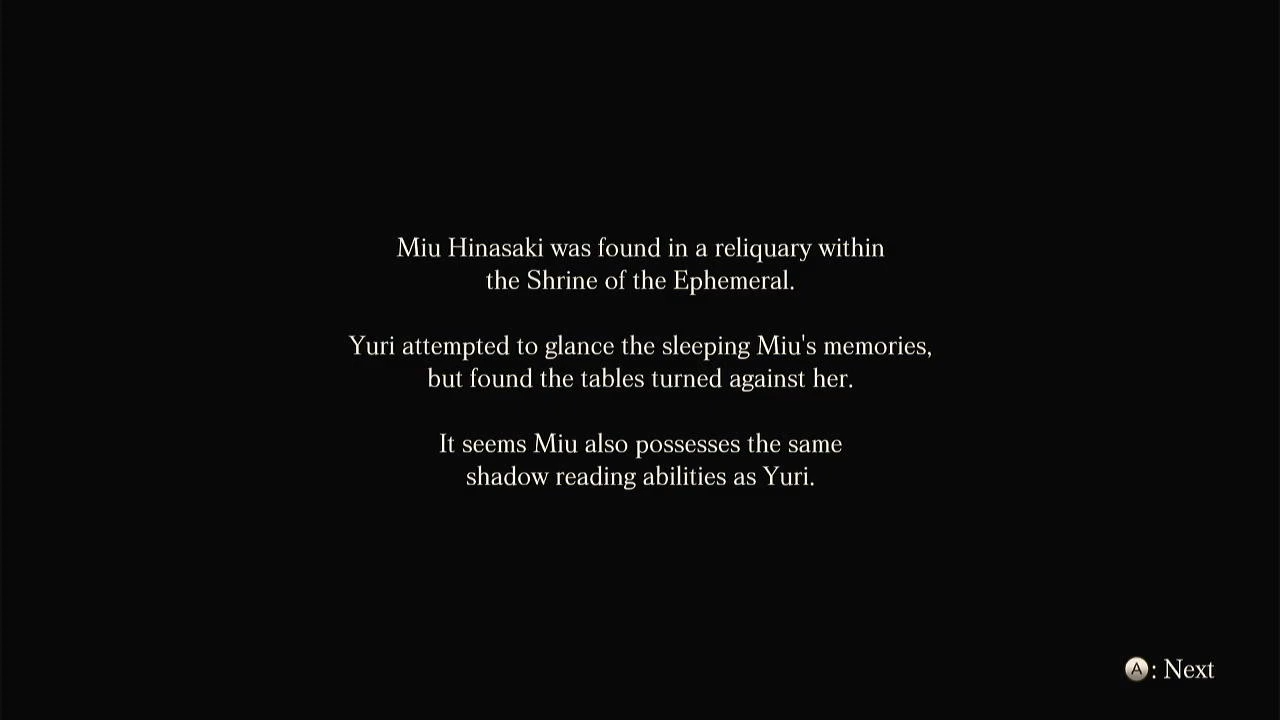 Miu Hinasaki was found in a reliquary within
the Shrine of the Ephemeral.
Yuri attempted to glance the sleeping Miu's memories,
but found the tables turned against her.
It seems Miu also possesses the same
shadow reading abilities as Yuri.
A: Next